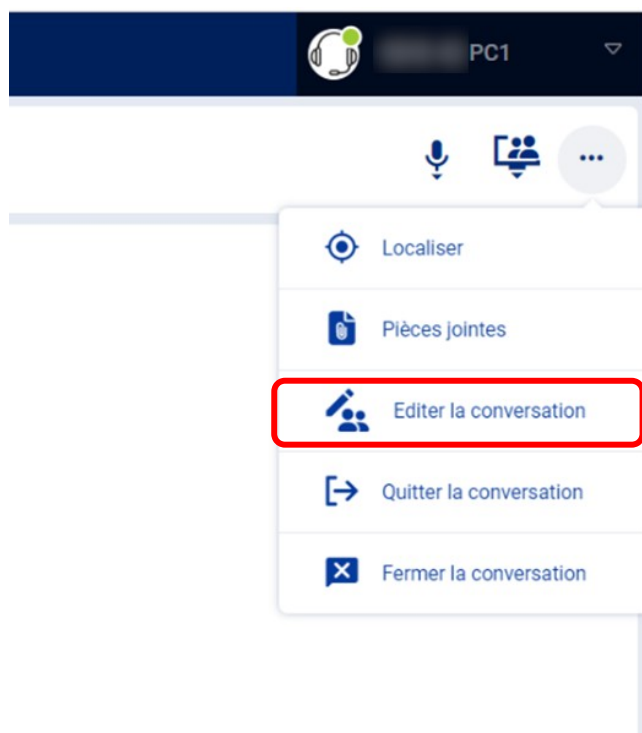 PC1
Localiser
Pièces jointes
Editer la conversation
Quitter la conversation
Fermer la conversation